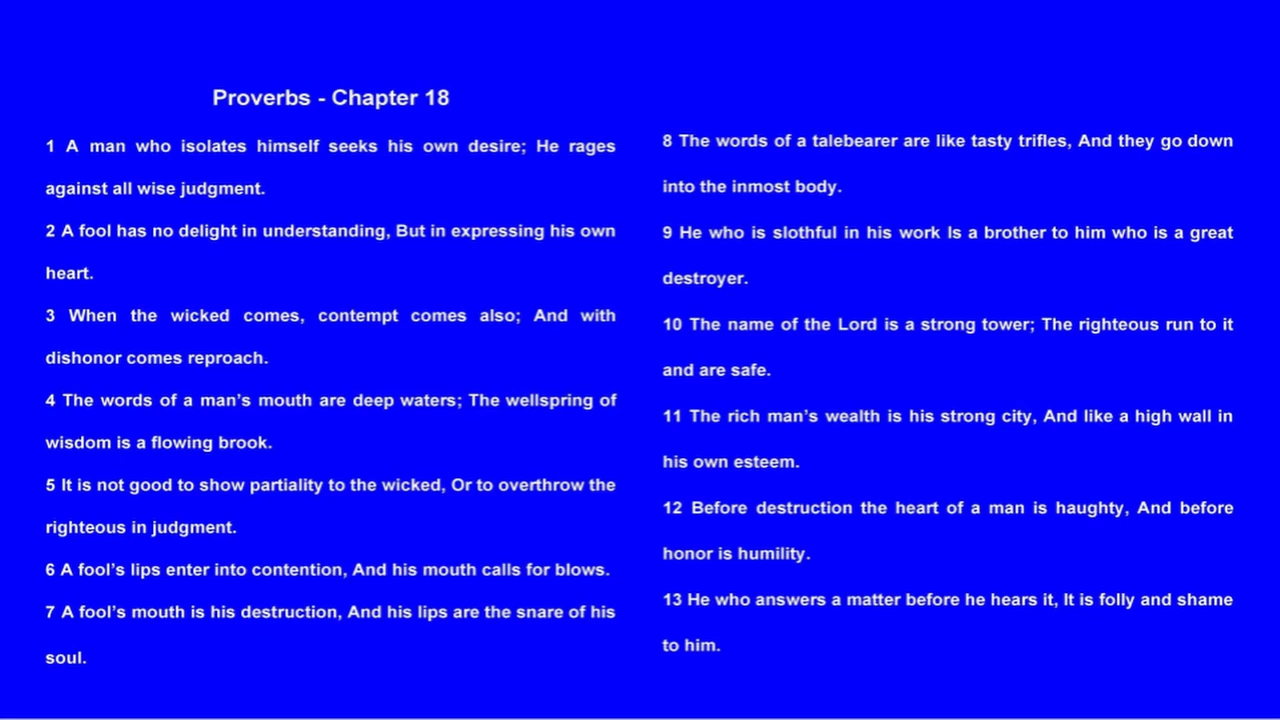 Proverbs - Chapter 18
1 A man who isolates himself seeks his own desire; He rages
against all wise judgment.
2 A fool has no delight in understanding, But in expressing his own
heart.
3 When the wicked comes, contempt comes also; And with
dishonor comes reproach.
4 The words of a man’s mouth are deep waters; The wellspring of
wisdom is a flowing brook.
5 It is not good to show partiality to the wicked, Or to overthrow the
righteous in judgment.
6 A fool’s lips enter into contention, And his mouth calls for blows.
7 A fool’s mouth is his destruction, And his lips are the snare of his
soul.
8 The words of a talebearer are like tasty trifles, And they go down
into the inmost body.
9 He who is slothful in his work Is a brother to him who is a great
destroyer.
10 The name of the Lord is a strong tower; The righteous run to it
and are safe.
11 The rich man’s wealth is his strong city, And like a high wall in
his own esteem.
12 Before destruction the heart of a man is haughty, And before
honor is humility.
13 He who answers a matter before he hears it, It is folly and shame
to him.